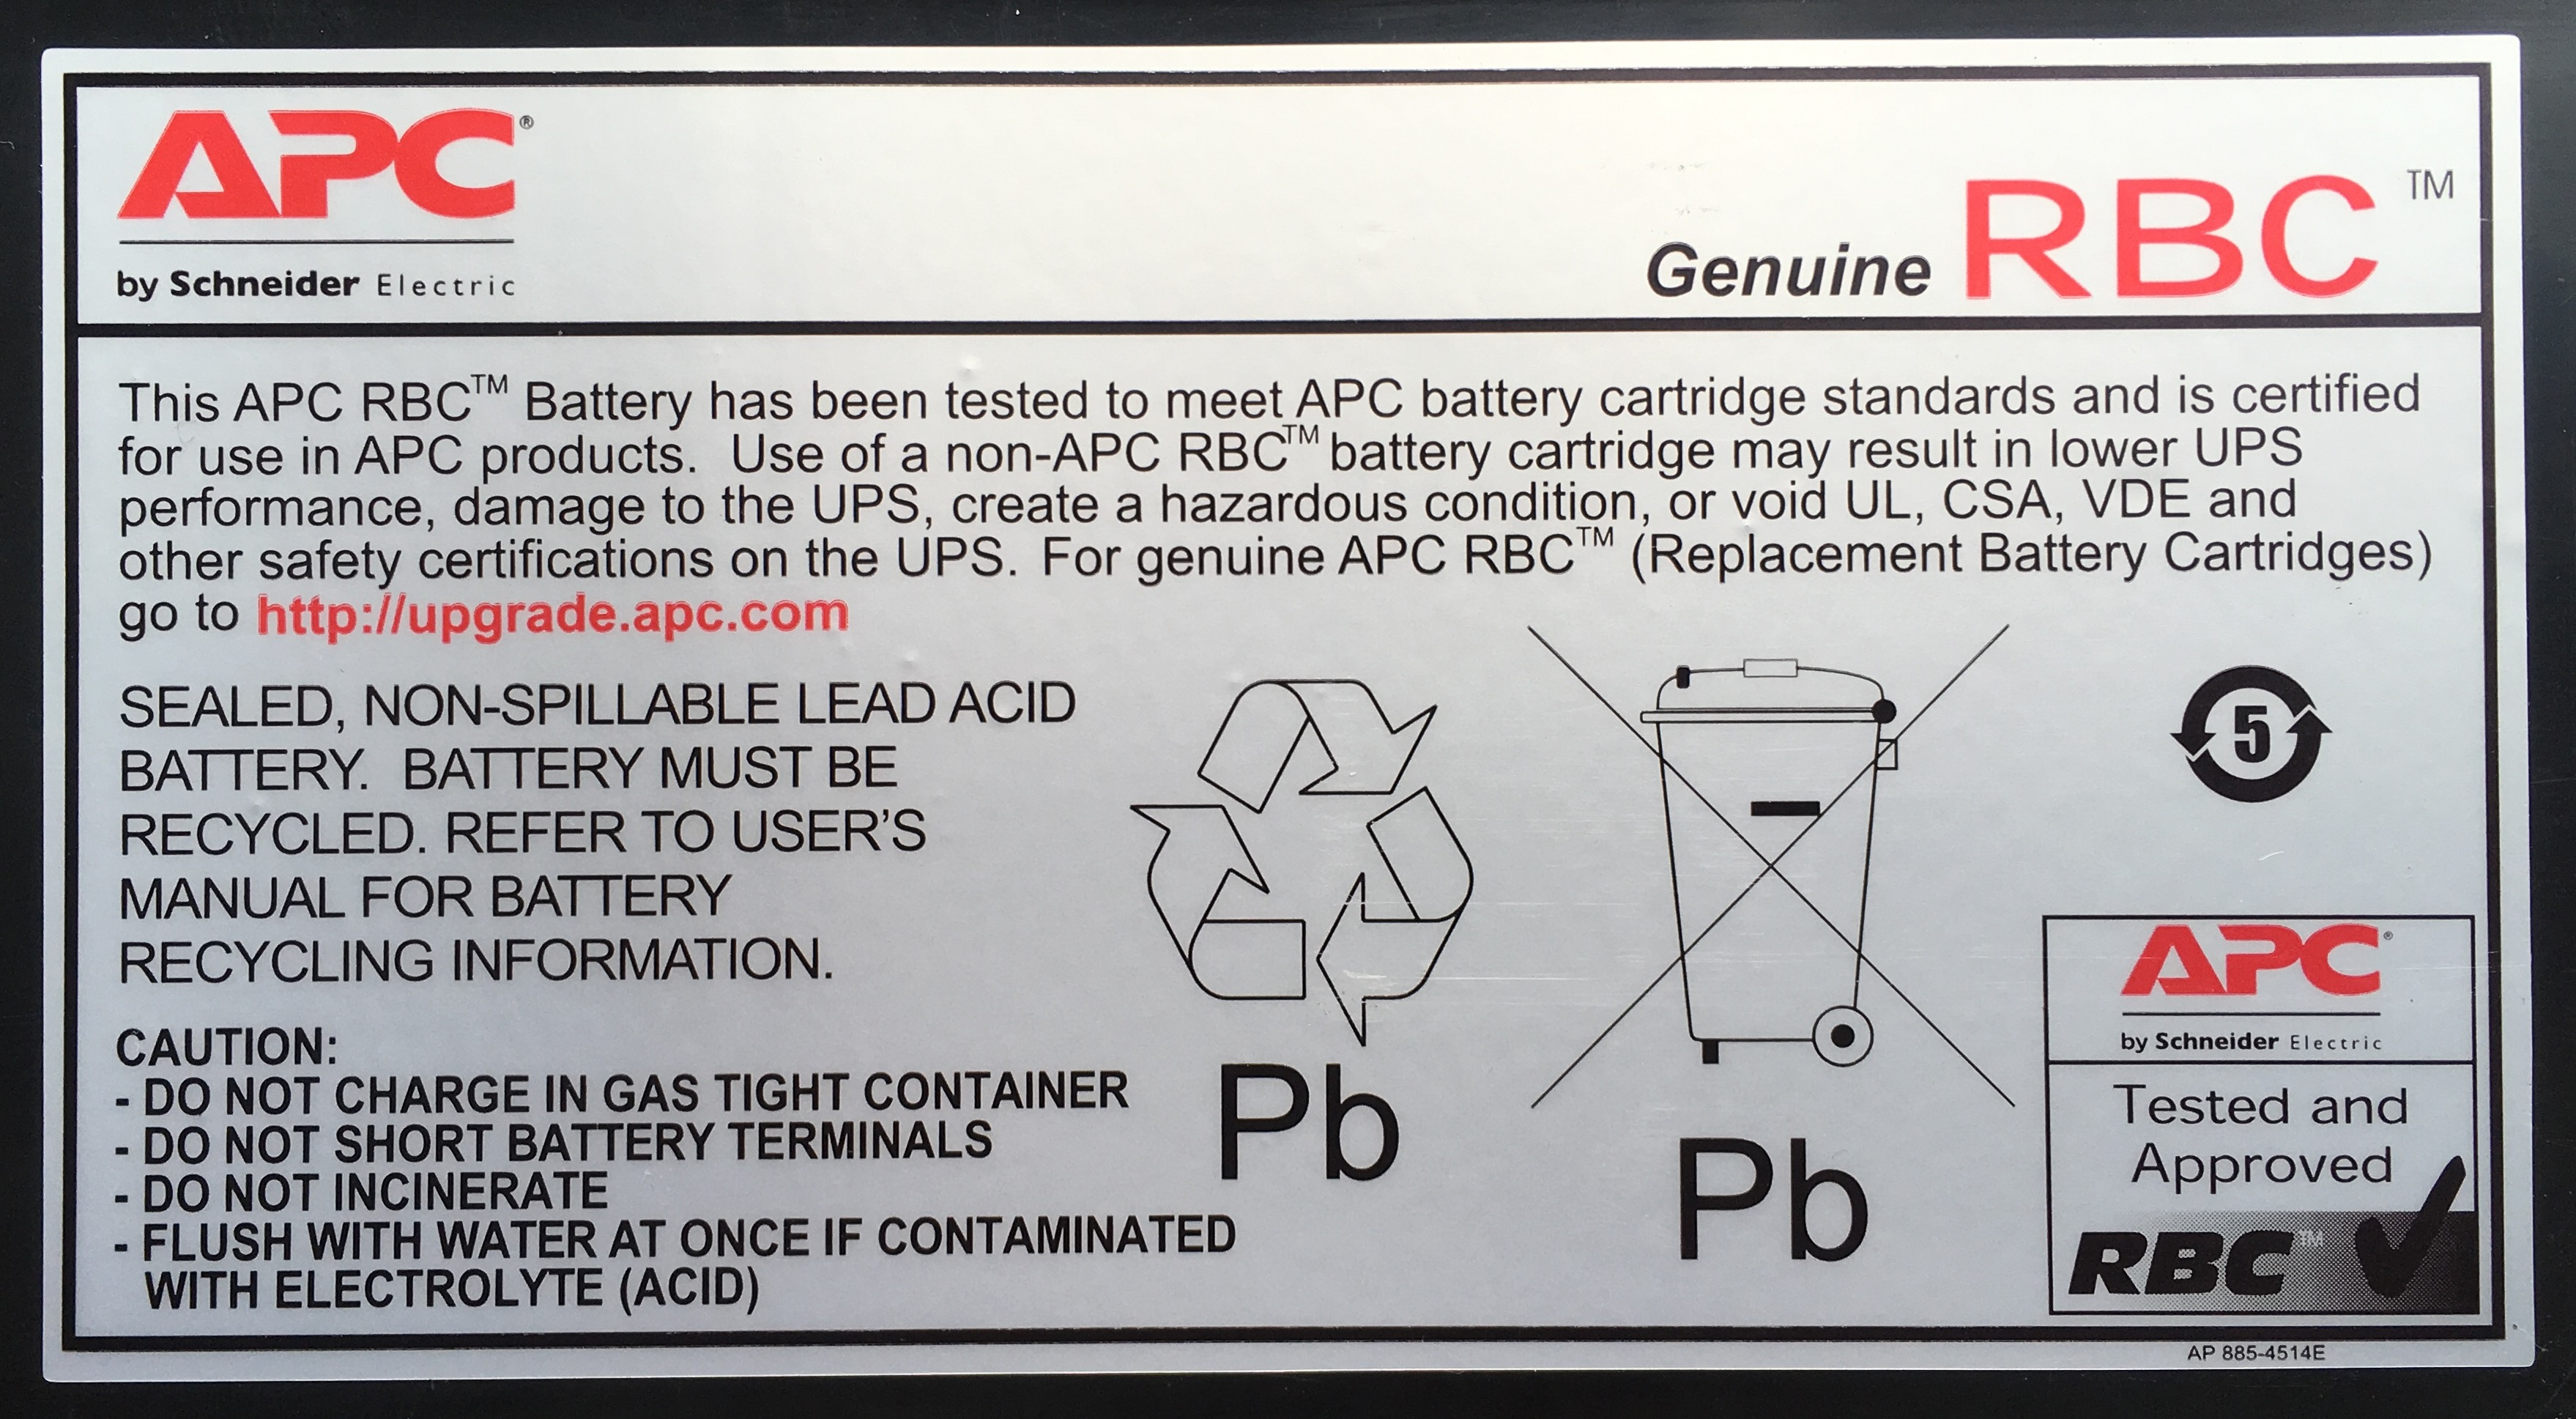 APC®
by Schneider Electric
Genuine RBC™
This APC RBC™ Battery has been tested to meet APC battery cartridge standards and is certified
for use in APC products.  Use of a non-APC RBC™ battery cartridge may result in lower UPS
performance, damage to the UPS, create a hazardous condition, or void UL, CSA, VDE and
other safety certifications on the UPS.  For genuine APC RBC™ (Replacement Battery Cartridges)
go to http://upgrade.apc.com
SEALED, NON-SPILLABLE LEAD ACID
BATTERY.  BATTERY MUST BE
RECYCLED. REFER TO USER’S
MANUAL FOR BATTERY
RECYCLING INFORMATION.
CAUTION:
- DO NOT CHARGE IN GAS TIGHT CONTAINER
- DO NOT SHORT BATTERY TERMINALS
- DO NOT INCINERATE
- FLUSH WITH WATER AT ONCE IF CONTAMINATED
WITH ELECTROLYTE (ACID)
Pb
Pb
5
APC®
by Schneider Electric
Tested and
Approved
RBC™
AP 885-4514E